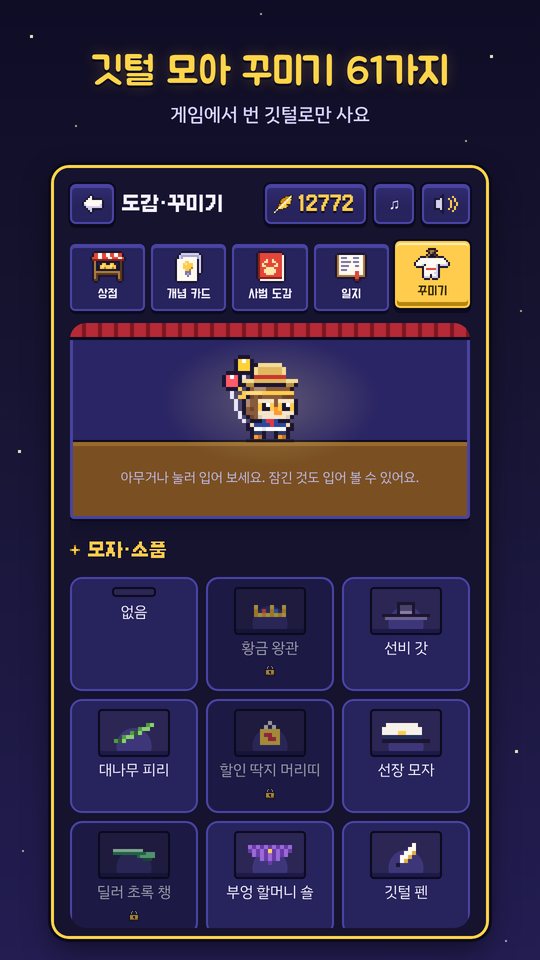 깃털 모아 꾸미기 61가지
게임에서 번 깃털로만 사요
도감·꾸미기
12772
상점
개념 카드
사법 도감
일지
꾸미기
아무거나 눌러 입어 보세요. 잠긴 것도 입어 볼 수 있어요.
+ 모자·소품
없음
황금 왕관
선비 갓
대나무 피리
할인 딱지 머리띠
선장 모자
딜러 초록 챙
부엉 할머니 숄
깃털 펜